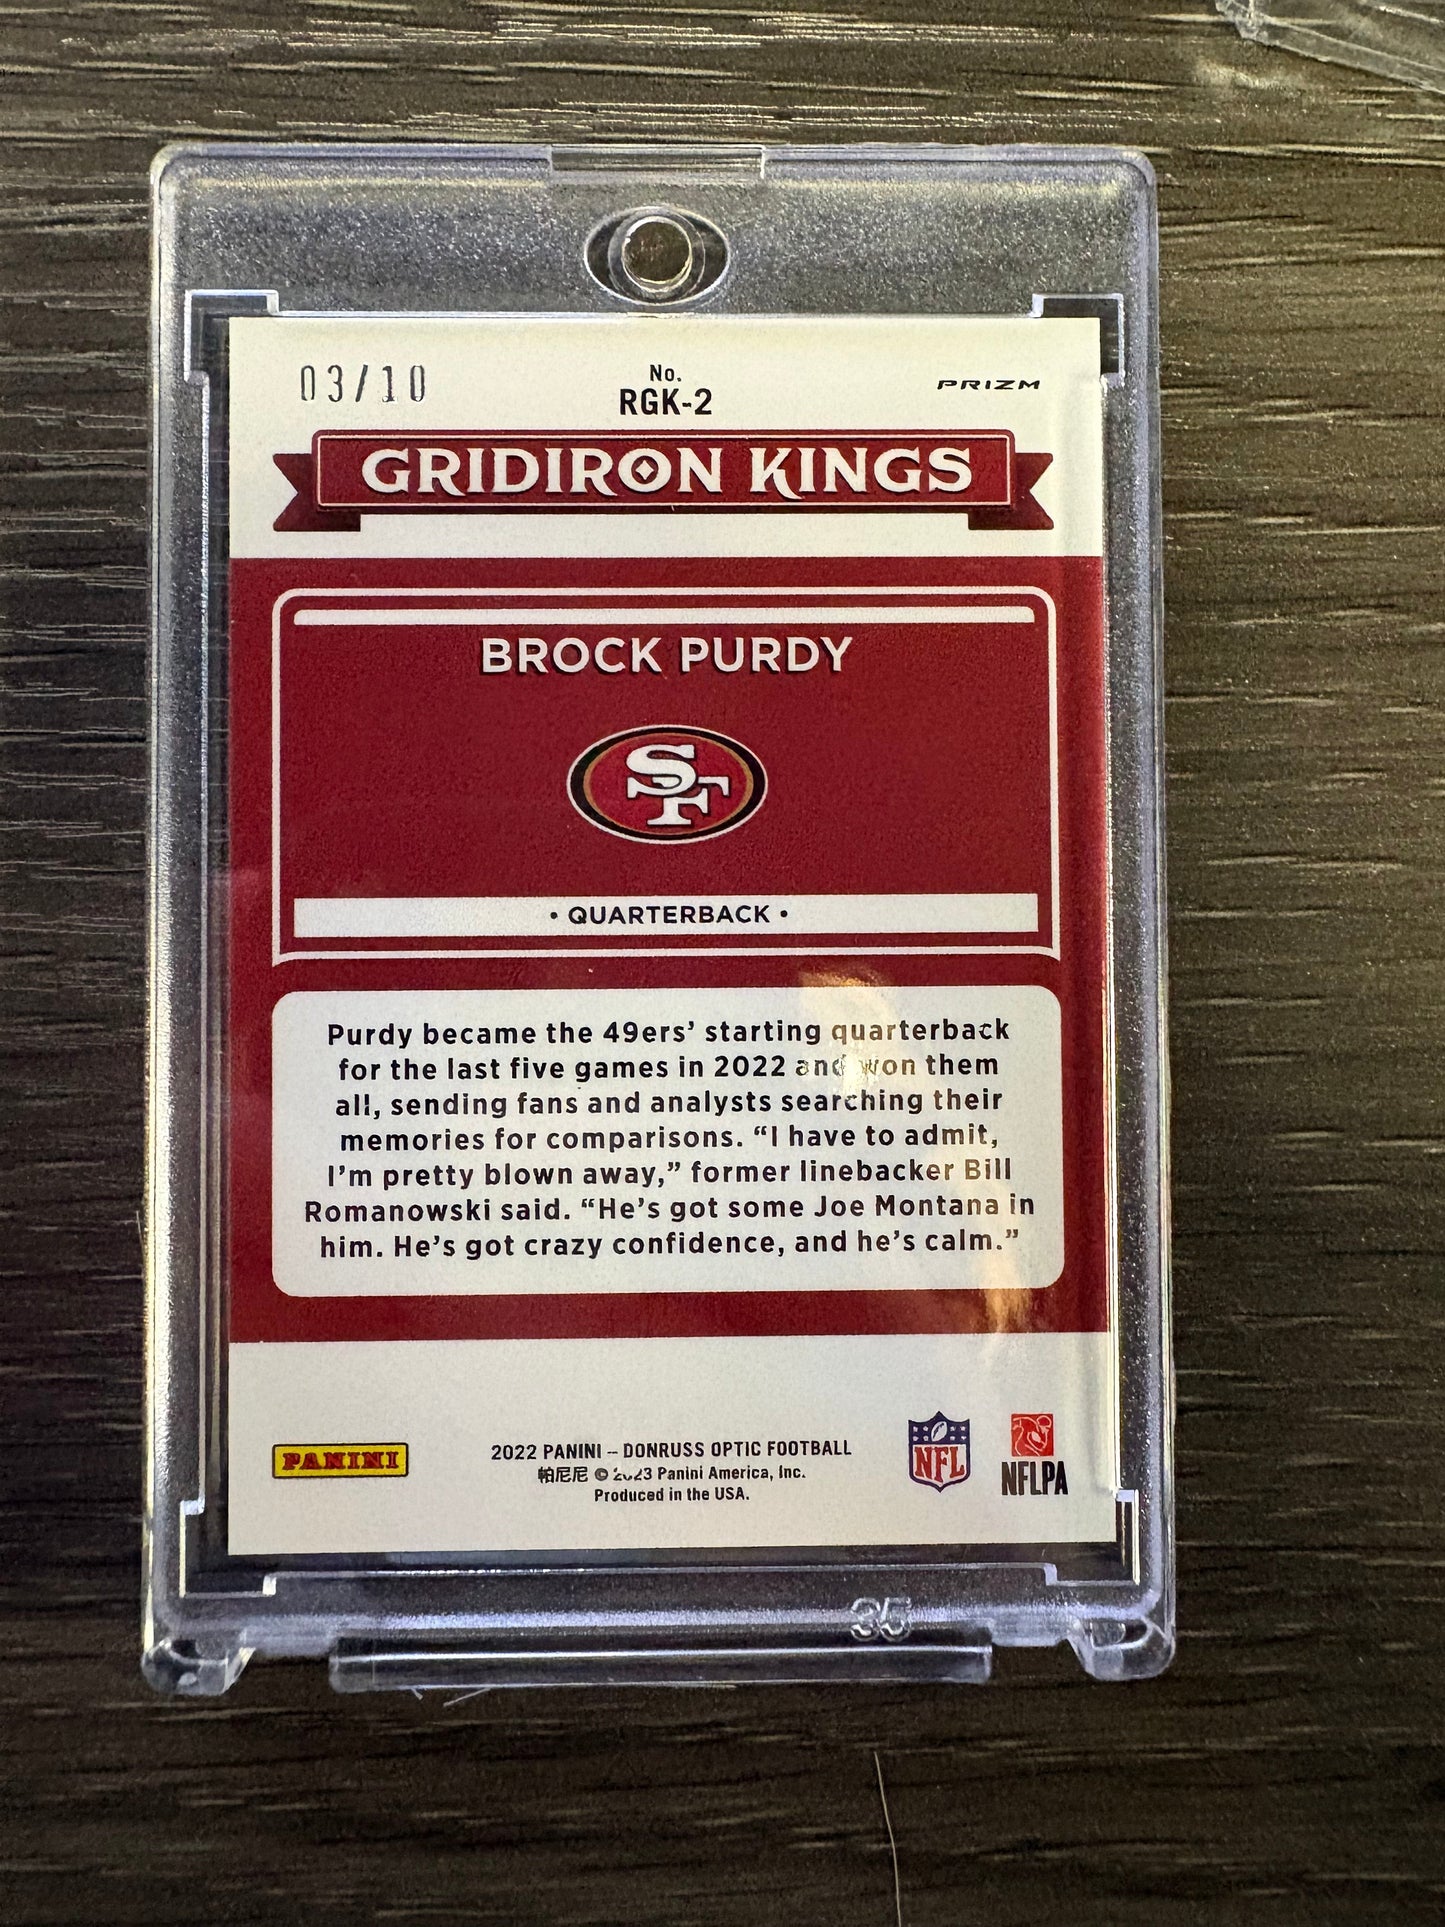 03/10
No.
RGK-2
PRIZM
GRIDIRON KINGS
BROCK PURDY
SF
• QUARTERBACK •
Purdy became the 49ers’ starting quarterback
for the last five games in 2022 and won them
all, sending fans and analysts searching their
memories for comparisons. “I have to admit,
I’m pretty blown away,” former linebacker Bill
Romanowski said. “He’s got some Joe Montana in
him. He’s got crazy confidence, and he’s calm.”
PANINI
2022 PANINI – DONRUSS OPTIC FOOTBALL
帕尼尼 © 2023 Panini America, Inc.
Produced in the USA.
NFL
NFLPA
35